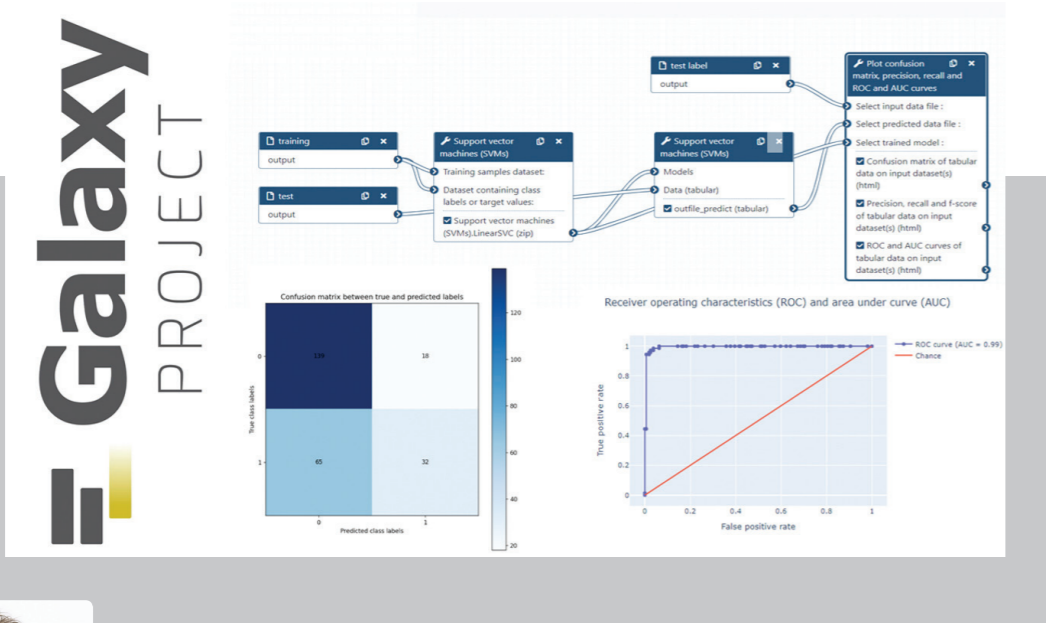 Galaxy
PROJECT
training
output
test
output
Support vector
machines (SVMs)
Training samples dataset:
Dataset containing class
labels or target values:
Support vector machines
(SVMs).LinearSVC (zip)
test label
output
Support vector
machines (SVMs)
Models
Data (tabular)
outfile_predict (tabular)
Plot confusion
matrix, precision, recall and
ROC and AUC curves
Select input data file :
Select predicted data file :
Select trained model :
Confusion matrix of tabular
data on input dataset(s)
(html)
Precision, recall and f-score
of tabular data on input
dataset(s) (html)
ROC and AUC curves of
tabular data on input
dataset(s) (html)
Confusion matrix between true and predicted labels
True class labels
0
18
1
65
32
0
1
Predicted class labels
120
100
80
60
40
20
Receiver operating characteristics (ROC) and area under curve (AUC)
ROC curve (AUC = 0.99)
Chance
True positive rate
1
0.8
0.6
0.4
0.2
0
0
0.2
0.4
0.6
0.8
1
False positive rate